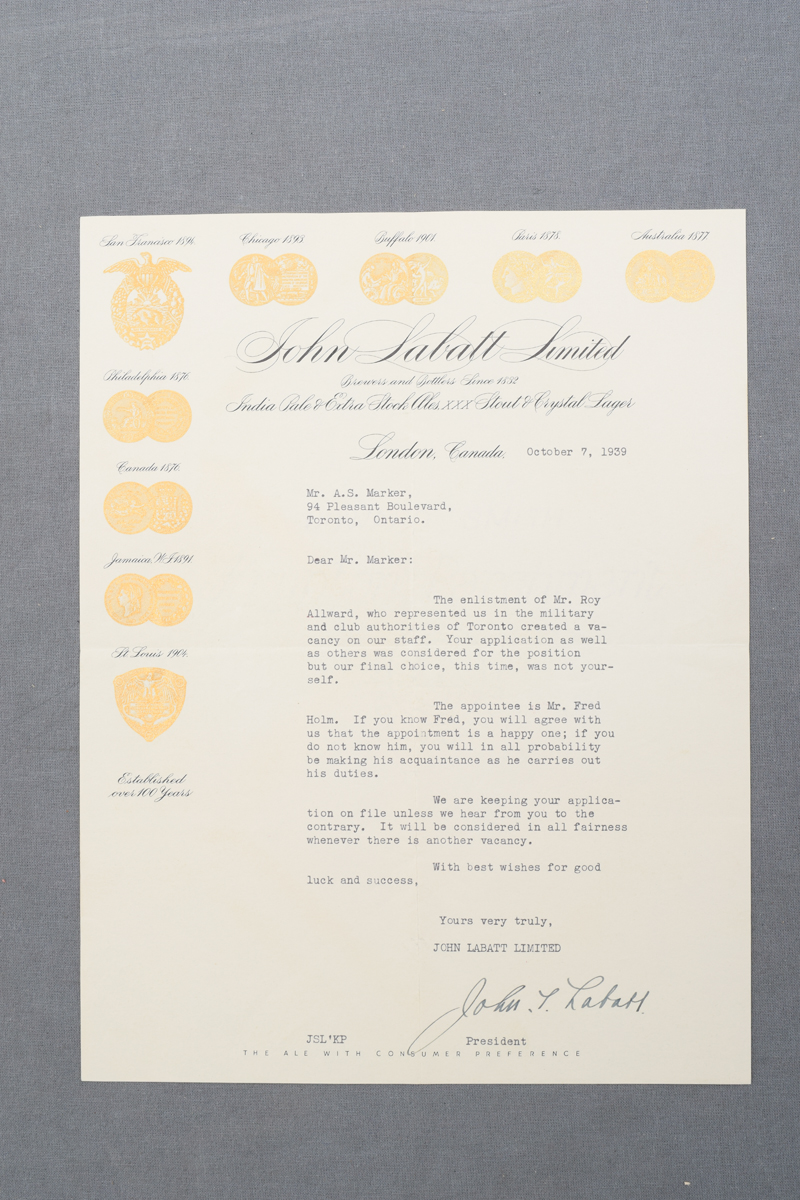 San Francisco 1894.
Chicago 1893.
Buffalo 1901.
Paris 1878.
Australia 1877.
John Labatt Limited
Brewers and Bottlers Since 1832
India Pale & Extra Stock Ales, XXX Stout & Crystal Lager
London, Canada, October 7, 1939
Philadelphia 1876.
Canada 1876.
Jamaica, W.I. 1891.
St. Louis 1904.
Established
over 100 Years
Mr. A.S. Marker,
94 Pleasant Boulevard,
Toronto, Ontario.
Dear Mr. Marker:
The enlistment of Mr. Roy
Allward, who represented us in the military
and club authorities of Toronto created a va-
cancy on our staff. Your application as well
as others was considered for the position
but our final choice, this time, was not your-
self.
The appointee is Mr. Fred
Holm. If you know Fred, you will agree with
us that the appointment is a happy one; if you
do not know him, you will in all probability
be making his acquaintance as he carries out
his duties.
We are keeping your applica-
tion on file unless we hear from you to the
contrary. It will be considered in all fairness
whenever there is another vacancy.
With best wishes for good
luck and success,
Yours very truly,
JOHN LABATT LIMITED
John S. Labatt.
JSL'KP
President
THE ALE WITH CONSUMER PREFERENCE